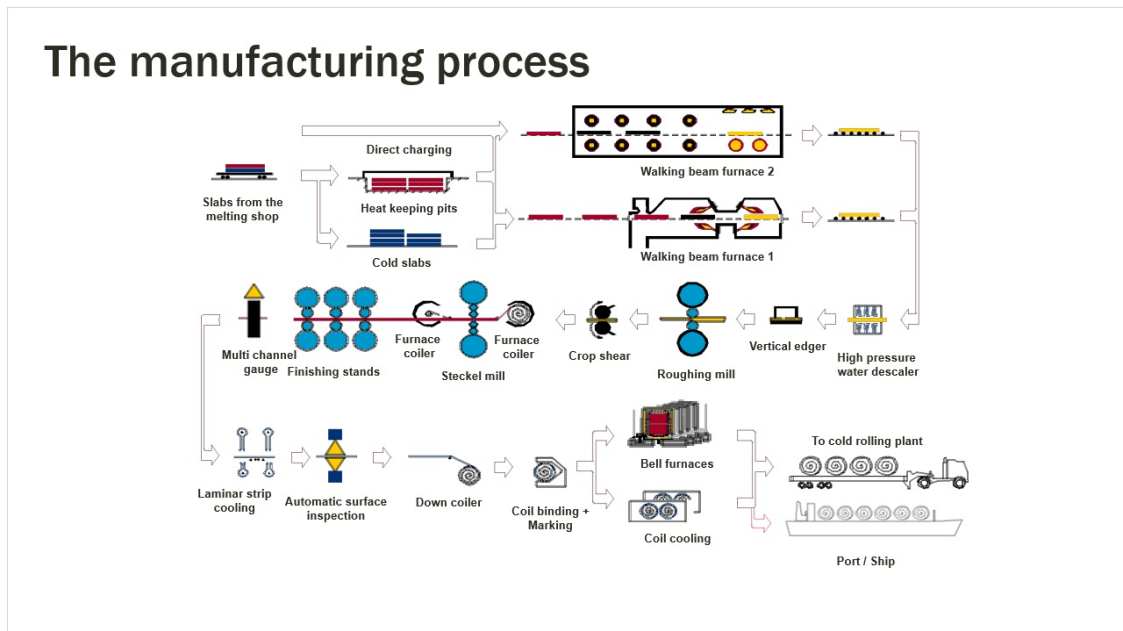 The manufacturing process
Direct charging
Walking beam furnace 2
Slabs from the
melting shop
Heat keeping pits
Cold slabs
Walking beam furnace 1
Multi channel
gauge
Finishing stands
Furnace
coiler
Steckel mill
Furnace
coiler
Crop shear
Roughing mill
Vertical edger
High pressure
water descaler
Laminar strip
cooling
Automatic surface
inspection
Down coiler
Coil binding +
Marking
Bell furnaces
Coil cooling
To cold rolling plant
Port / Ship